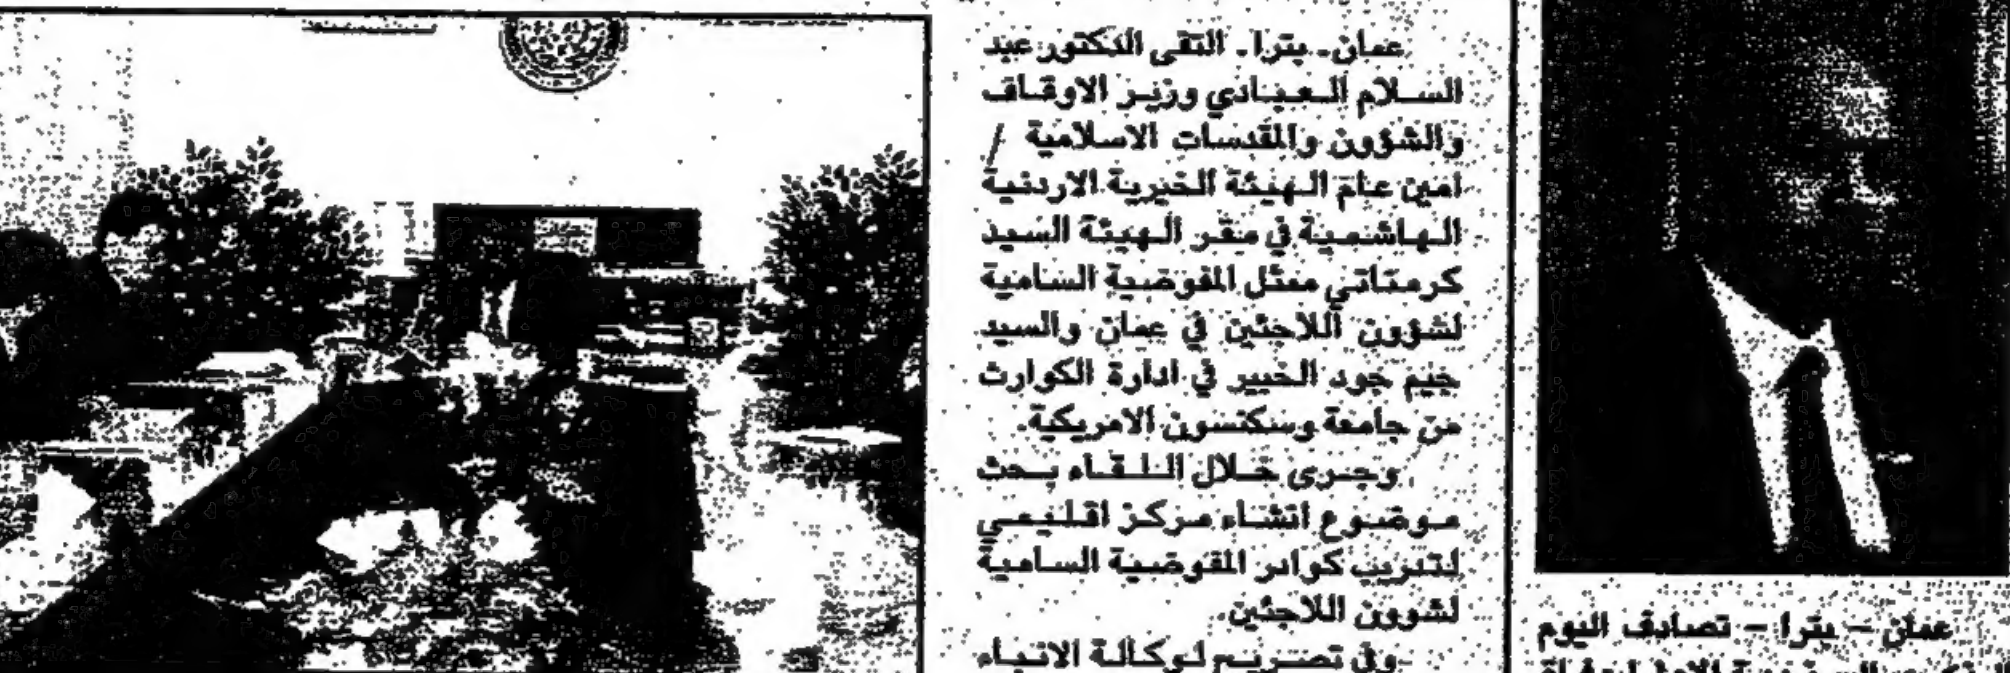 عمان ـ بترا ـ التقى الدكتور عبد
السلام العبادي وزير الاوقاف
والشؤون والمقدسات الاسلامية /
امين عام الهيئة الخيرية الاردنية
الهاشمية في مقر الهيئة السيد
كرمتاتي ممثل المفوضية السامية
لشؤون اللاجئين في عمان والسيد
جيم جود الخبير في ادارة الكوارث
من جامعة وسكنسون الامريكية.
وجرى خلال اللقاء بحث
موضوع انشاء مركز اقليمي
لتدريب كوادر المفوضية السامية
لشوون اللاجئين.
وفي تصريح لوكالة الانباء
عمان – بترا – تصادف اليوم